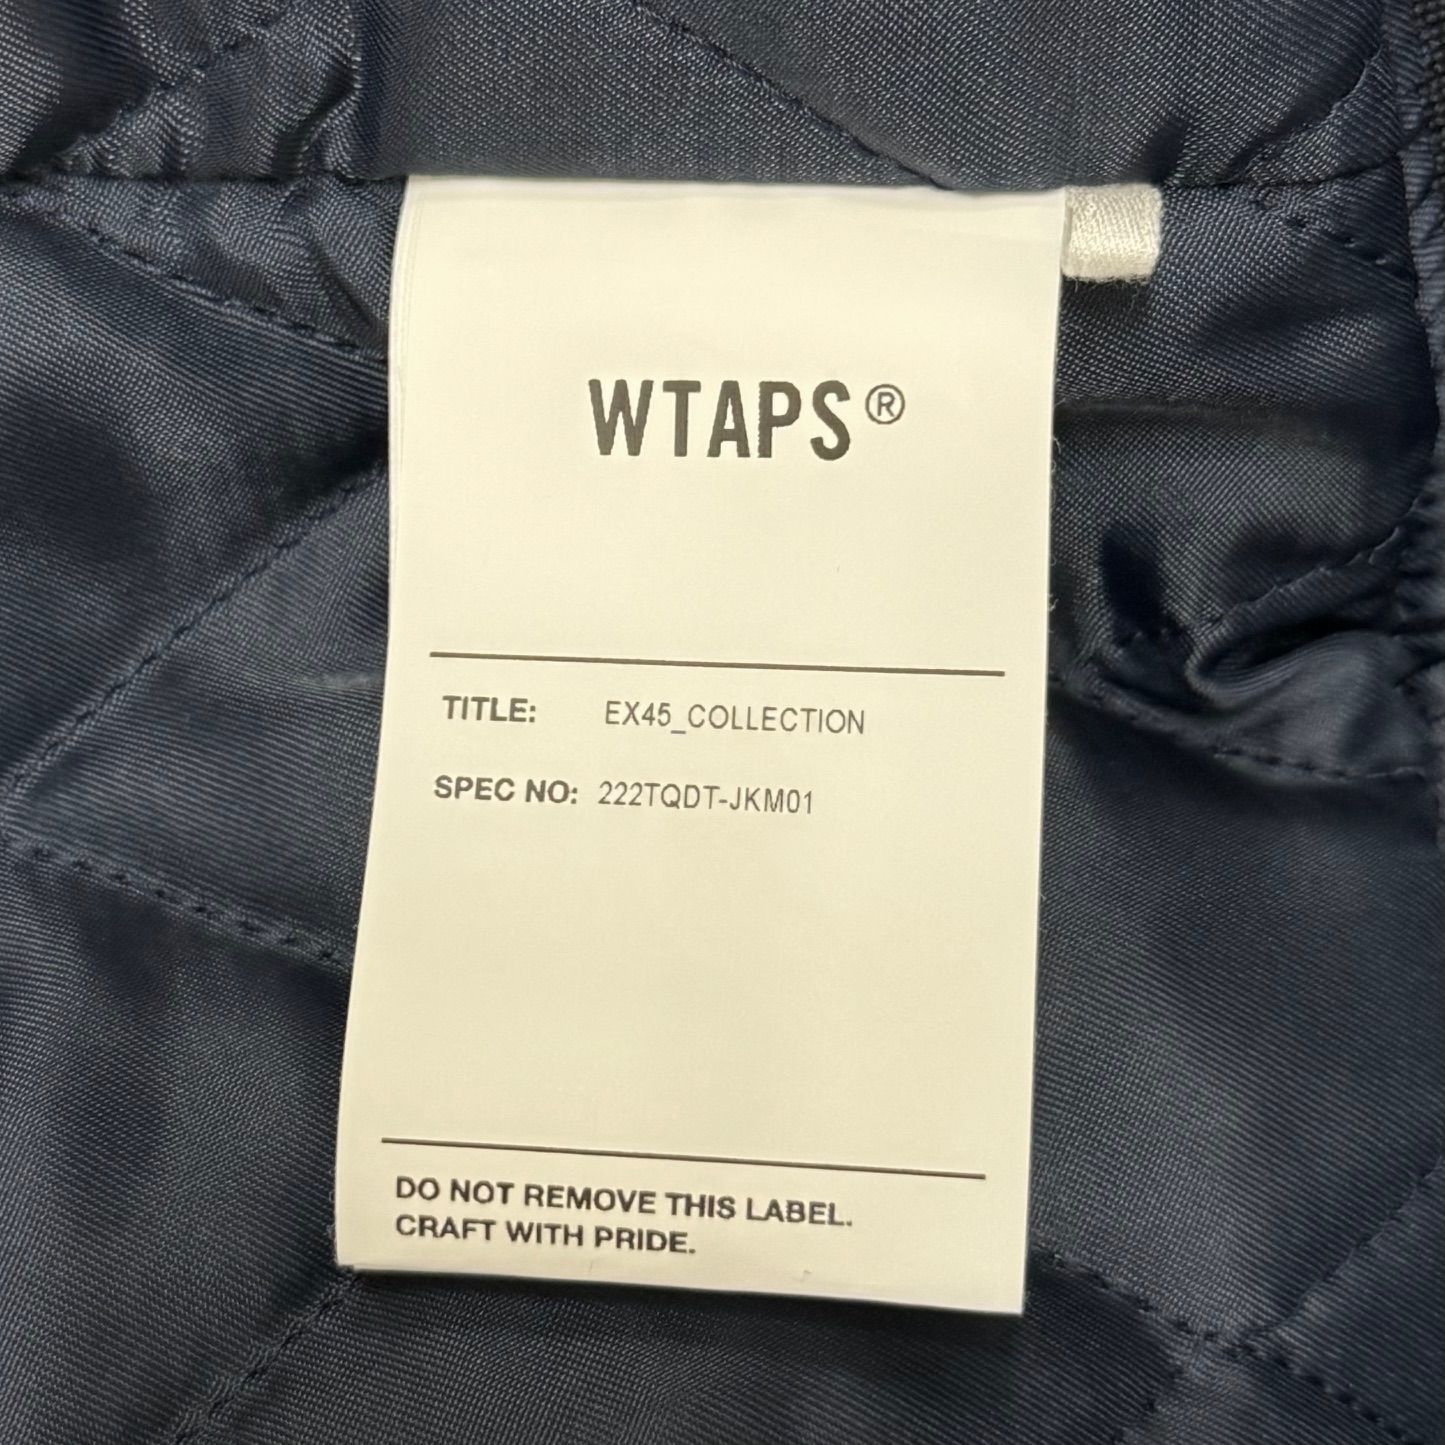 WTAPS®
TITLE: EX45_COLLECTION
SPEC NO: 222TQDT-JKM01
DO NOT REMOVE THIS LABEL.
CRAFT WITH PRIDE.